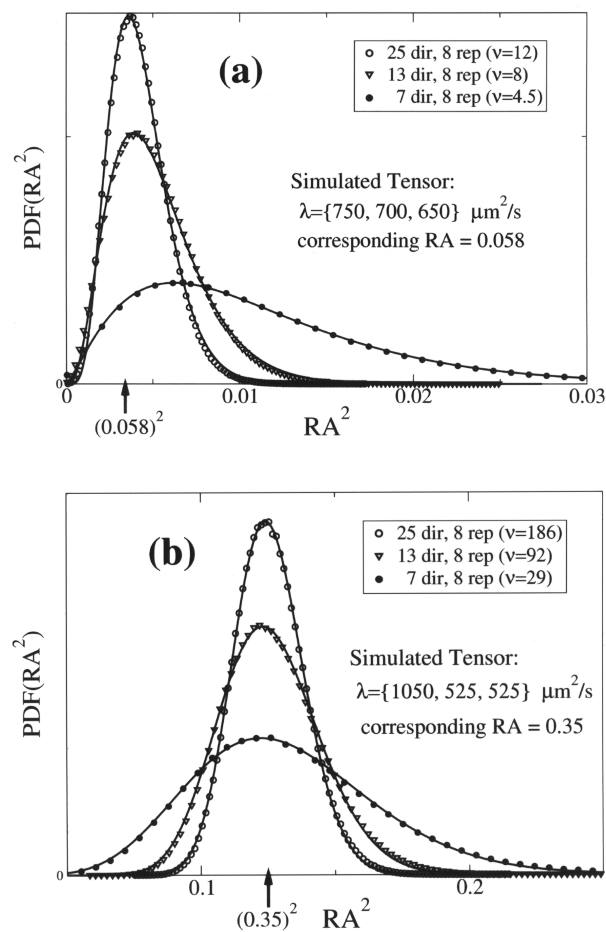 (a)
25 dir, 8 rep (ν=12)
13 dir, 8 rep (ν=8)
7 dir, 8 rep (ν=4.5)
Simulated Tensor:
λ={750, 700, 650} μm²/s
corresponding RA = 0.058
PDF(RA²)
0
0 0.01 0.02 0.03
(0.058)²
RA²
(b)
25 dir, 8 rep (ν=186)
13 dir, 8 rep (ν=92)
7 dir, 8 rep (ν=29)
Simulated Tensor:
λ={1050, 525, 525} μm²/s
corresponding RA = 0.35
PDF(RA²)
0
0.1 0.2
(0.35)²
RA²